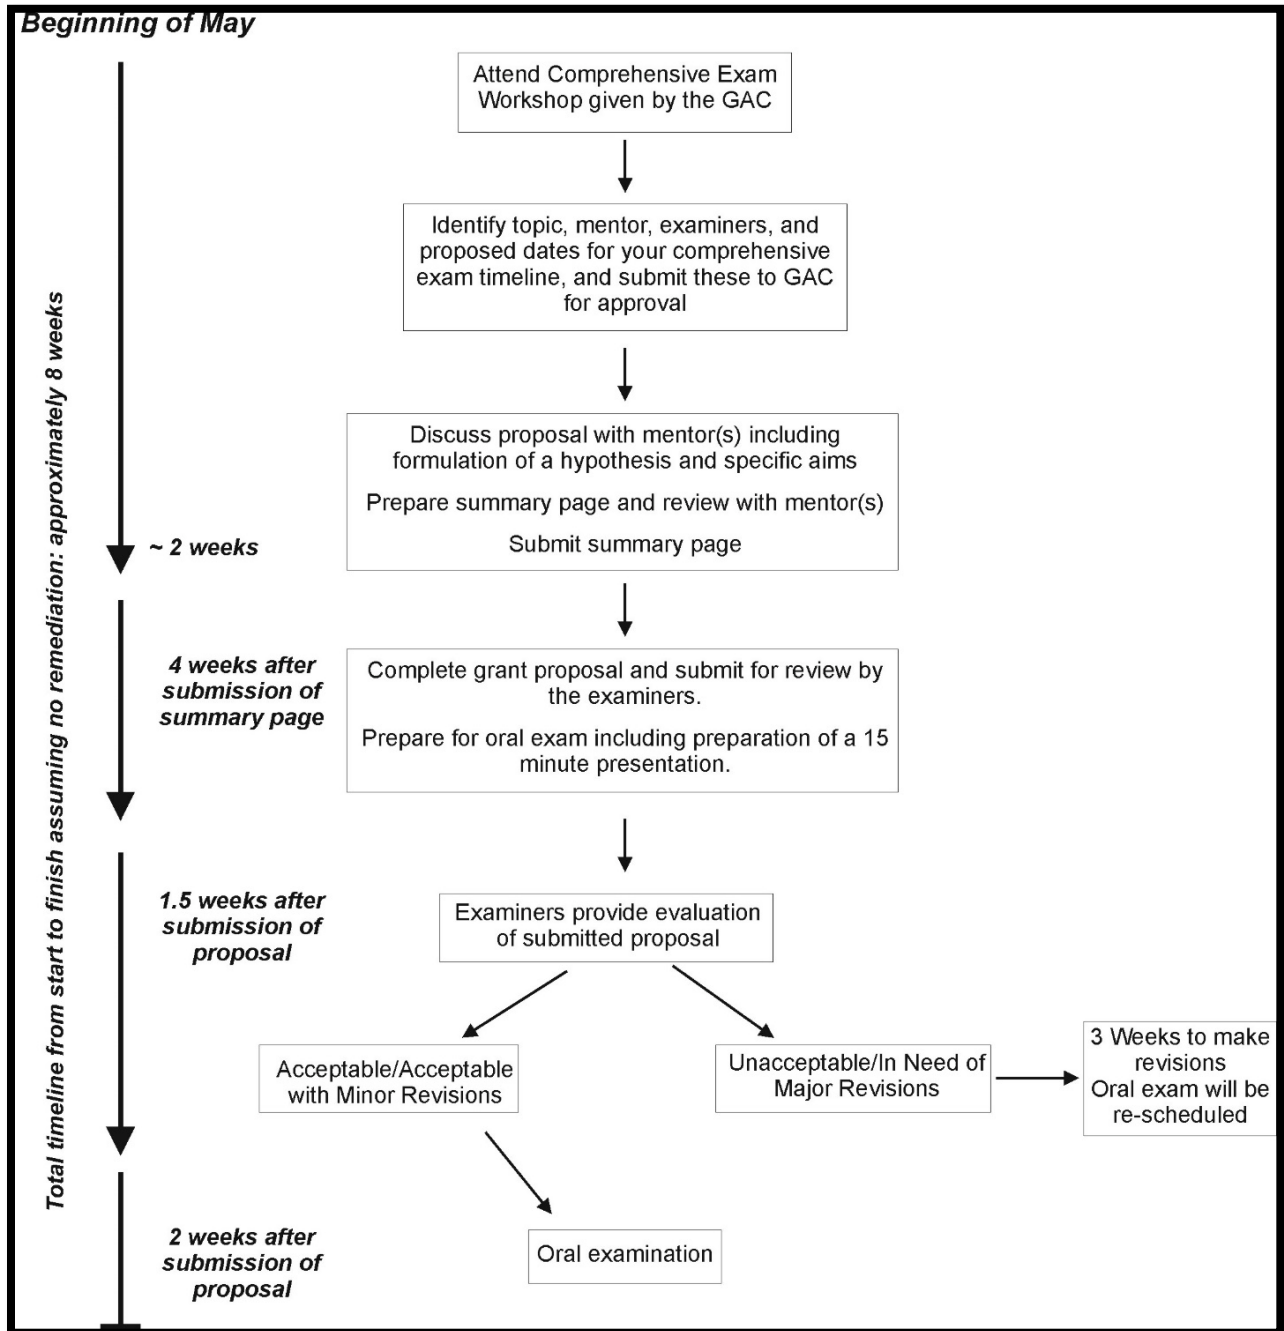 Beginning of May
Attend Comprehensive Exam
Workshop given by the GAC
Identify topic, mentor, examiners, and
proposed dates for your comprehensive
exam timeline, and submit these to GAC
for approval
Total timeline from start to finish assuming no remediation: approximately 8 weeks
Discuss proposal with mentor(s) including
formulation of a hypothesis and specific aims
Prepare summary page and review with mentor(s)
Submit summary page
~ 2 weeks
4 weeks after
submission of
summary page
Complete grant proposal and submit for review by
the examiners.
Prepare for oral exam including preparation of a 15
minute presentation.
1.5 weeks after
submission of
proposal
Examiners provide evaluation
of submitted proposal
Acceptable/Acceptable
with Minor Revisions
Unacceptable/In Need of
Major Revisions
3 Weeks to make
revisions
Oral exam will be
re-scheduled
2 weeks after
submission of
proposal
Oral examination